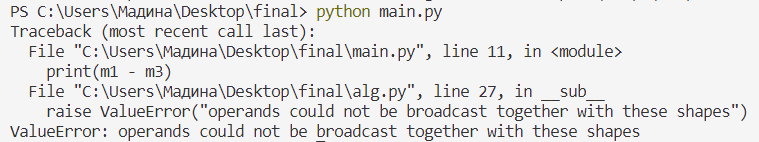 PS C:\Users\Мадина\Desktop\final> python main.py
Traceback (most recent call last):
  File "C:\Users\Мадина\Desktop\final\main.py", line 11, in <module>
    print(m1 - m3)
  File "C:\Users\Мадина\Desktop\final\alg.py", line 27, in __sub__
    raise ValueError("operands could not be broadcast together with these shapes")
ValueError: operands could not be broadcast together with these shapes